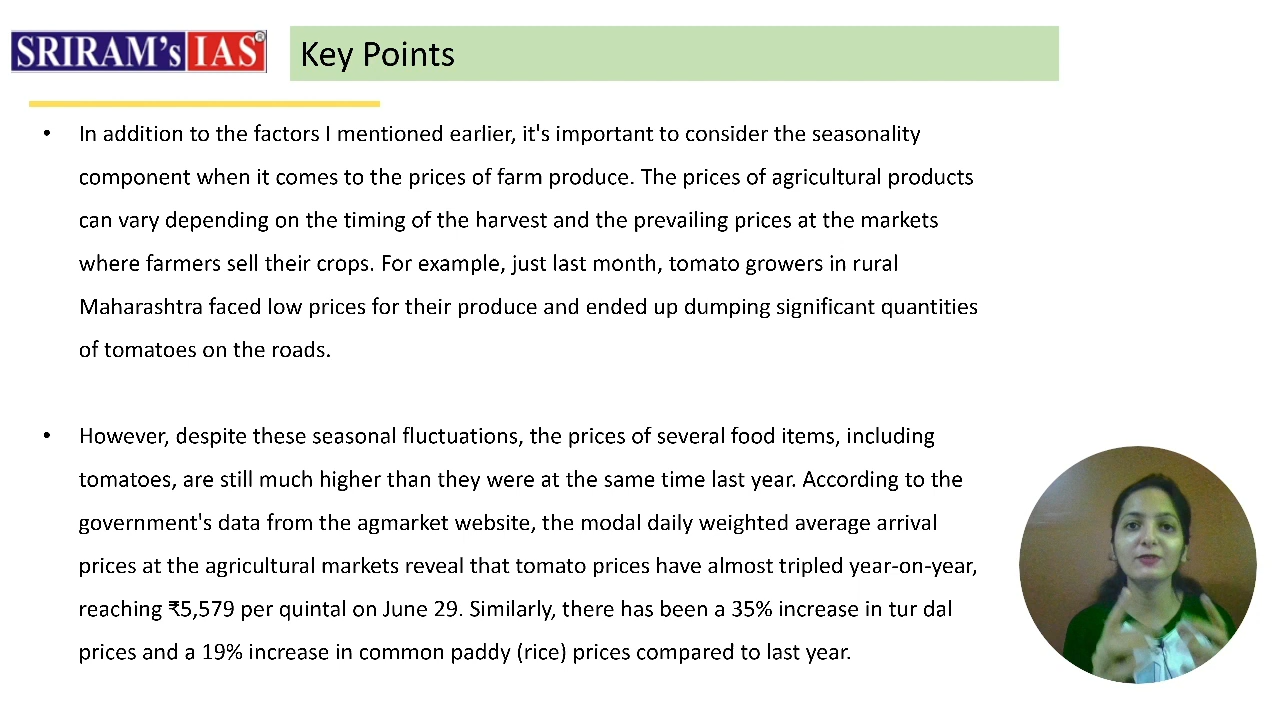 SRIRAM's IAS®
Key Points
• In addition to the factors I mentioned earlier, it's important to consider the seasonality
component when it comes to the prices of farm produce. The prices of agricultural products
can vary depending on the timing of the harvest and the prevailing prices at the markets
where farmers sell their crops. For example, just last month, tomato growers in rural
Maharashtra faced low prices for their produce and ended up dumping significant quantities
of tomatoes on the roads.
• However, despite these seasonal fluctuations, the prices of several food items, including
tomatoes, are still much higher than they were at the same time last year. According to the
government's data from the agmarket website, the modal daily weighted average arrival
prices at the agricultural markets reveal that tomato prices have almost tripled year-on-year,
reaching ₹5,579 per quintal on June 29. Similarly, there has been a 35% increase in tur dal
prices and a 19% increase in common paddy (rice) prices compared to last year.